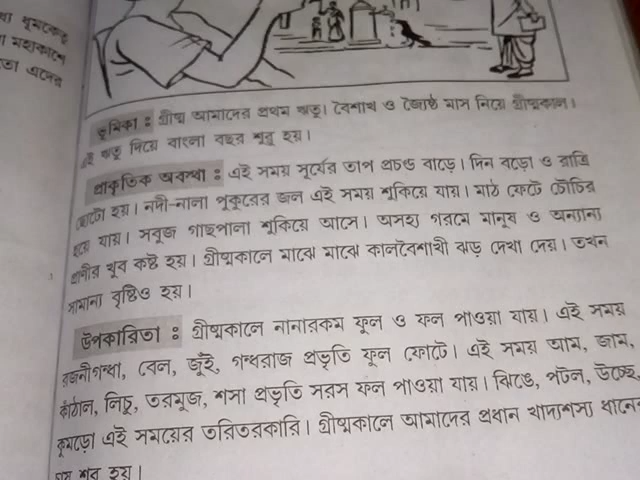 খা ধূমকেতু
মহাকাশে
তা এদের
ভূমিকা : গ্রীষ্ম আমাদের প্রথম ঋতু। বৈশাখ ও জ্যৈষ্ঠ মাস নিয়ে গ্রীষ্মকাল।
এই ঋতু দিয়ে বাংলা বছর শুরু হয়।
প্রাকৃতিক অবস্থা : এই সময় সূর্যের তাপ প্রচণ্ড বাড়ে। দিন বড়ো ও রাত্রি
ছোটো হয়। নদী-নালা পুকুরের জল এই সময় শুকিয়ে যায়। মাঠ ফেটে চৌচির
হয়ে যায়। সবুজ গাছপালা শুকিয়ে আসে। অসহ্য গরমে মানুষ ও অন্যান্য
প্রাণীর খুব কষ্ট হয়। গ্রীষ্মকালে মাঝে মাঝে কালবৈশাখী ঝড় দেখা দেয়। তখন
সামান্য বৃষ্টিও হয়।
উপকারিতা : গ্রীষ্মকালে নানারকম ফুল ও ফল পাওয়া যায়। এই সময়
রজনীগন্ধা, বেল, জুঁই, গন্ধরাজ প্রভৃতি ফুল ফোটে। এই সময় আম, জাম,
কাঁঠাল, লিচু, তরমুজ, শসা প্রভৃতি সরস ফল পাওয়া যায়। ঝিঙে, পটল, উচ্ছে,
কুমড়ো এই সময়ের তরিতরকারি। গ্রীষ্মকালে আমাদের প্রধান খাদ্যশস্য ধানের
চাষ শুরু হয়।